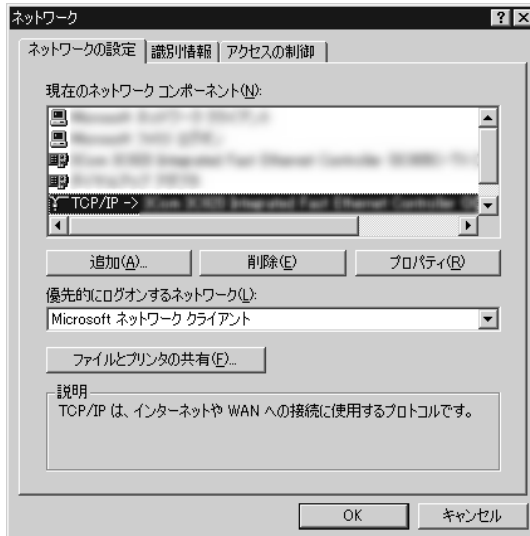 ネットワーク
ネットワークの設定 識別情報 アクセスの制御
現在のネットワーク コンポーネント(N):
TCP/IP ->
追加(A)... 削除(E) プロパティ(R)
優先的にログオンするネットワーク(L):
Microsoft ネットワーク クライアント
ファイルとプリンタの共有(F)...
説明
TCP/IP は、インターネットや WAN への接続に使用するプロトコルです。
OK キャンセル